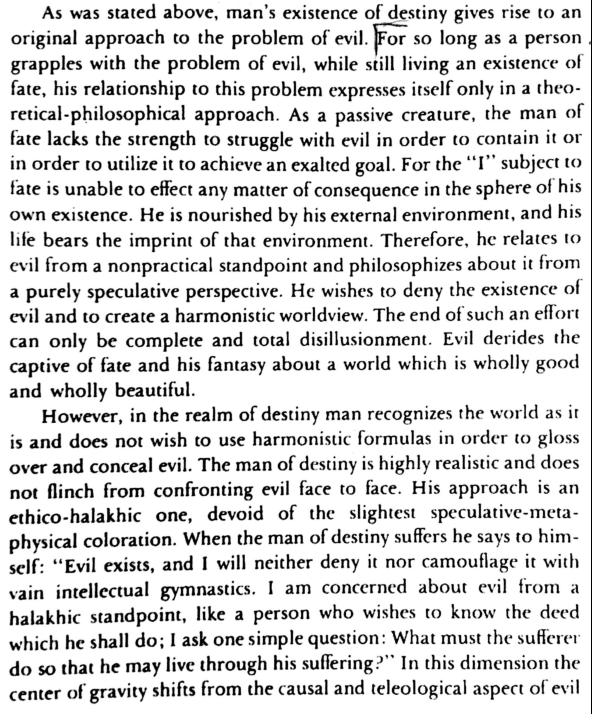 As was stated above, man's existence of destiny gives rise to an
original approach to the problem of evil. For so long as a person
grapples with the problem of evil, while still living an existence of
fate, his relationship to this problem expresses itself only in a theo-
retical-philosophical approach. As a passive creature, the man of
fate lacks the strength to struggle with evil in order to contain it or
in order to utilize it to achieve an exalted goal. For the "I" subject to
fate is unable to effect any matter of consequence in the sphere of his
own existence. He is nourished by his external environment, and his
life bears the imprint of that environment. Therefore, he relates to
evil from a nonpractical standpoint and philosophizes about it from
a purely speculative perspective. He wishes to deny the existence of
evil and to create a harmonistic worldview. The end of such an effort
can only be complete and total disillusionment. Evil derides the
captive of fate and his fantasy about a world which is wholly good
and wholly beautiful.
However, in the realm of destiny man recognizes the world as it
is and does not wish to use harmonistic formulas in order to gloss
over and conceal evil. The man of destiny is highly realistic and does
not flinch from confronting evil face to face. His approach is an
ethico-halakhic one, devoid of the slightest speculative-meta-
physical coloration. When the man of destiny suffers he says to him-
self: "Evil exists, and I will neither deny it nor camouflage it with
vain intellectual gymnastics. I am concerned about evil from a
halakhic standpoint, like a person who wishes to know the deed
which he shall do; I ask one simple question: What must the sufferer
do so that he may live through his suffering?" In this dimension the
center of gravity shifts from the causal and teleological aspect of evil